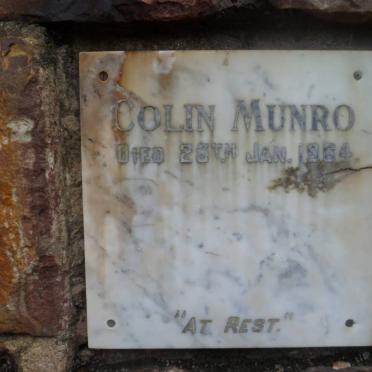 COLIN MUNRO
DIED 28TH JAN. 1964
"AT REST."